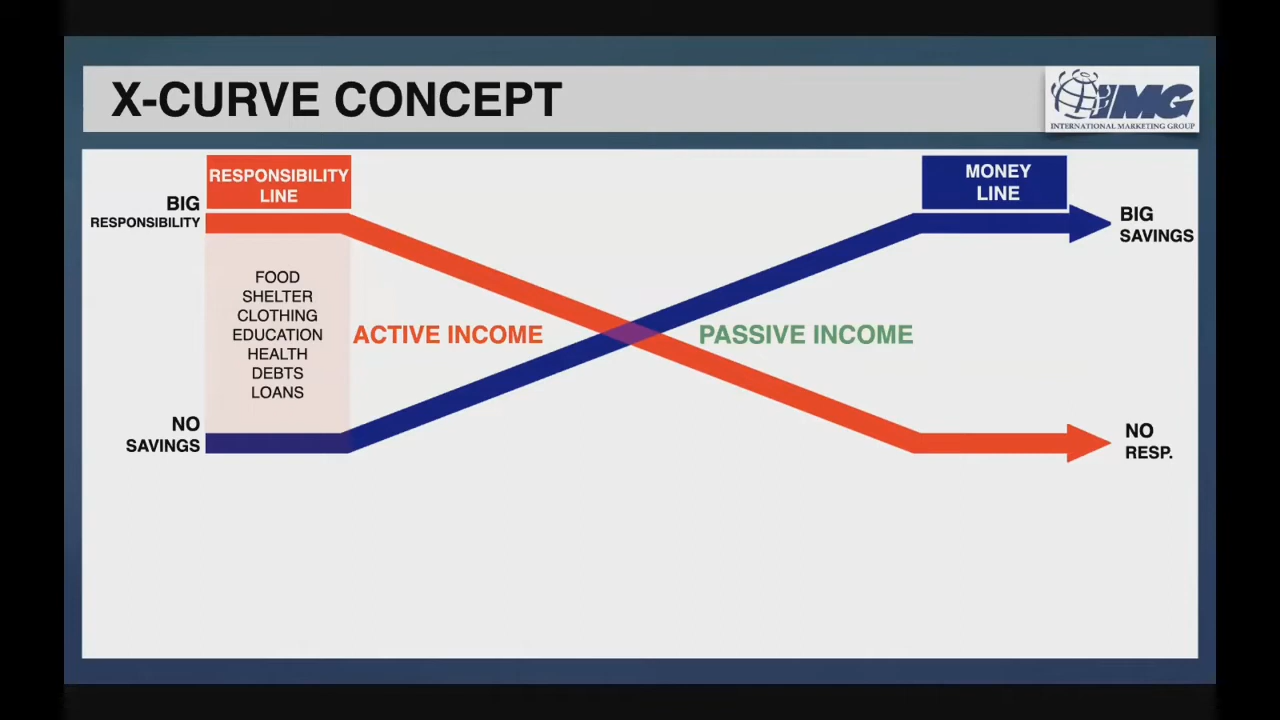 X-CURVE CONCEPT
IMG
INTERNATIONAL MARKETING GROUP
RESPONSIBILITY
LINE
MONEY
LINE
BIG
RESPONSIBILITY
BIG
SAVINGS
FOOD
SHELTER
CLOTHING
EDUCATION
HEALTH
DEBTS
LOANS
ACTIVE INCOME
PASSIVE INCOME
NO
SAVINGS
NO
RESP.